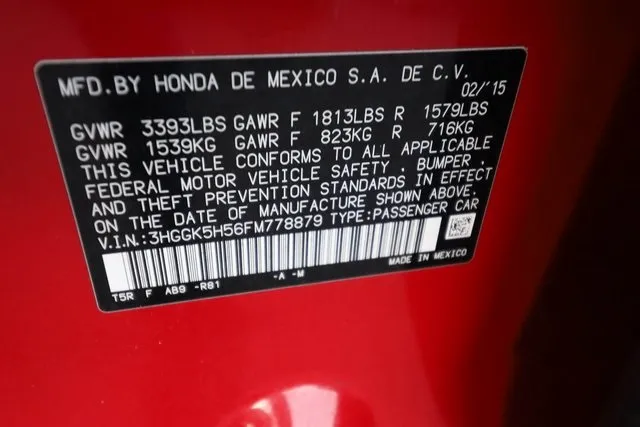 MFD.BY HONDA DE MEXICO S.A. DE C.V.
02/'15
GVWR 3393LBS GAWR F 1813LBS R 1579LBS
GVWR 1539KG GAWR F 823KG R 716KG
THIS VEHICLE CONFORMS TO ALL APPLICABLE
FEDERAL MOTOR VEHICLE SAFETY , BUMPER ,
AND THEFT PREVENTION STANDARDS IN EFFECT
ON THE DATE OF MANUFACTURE SHOWN ABOVE.
V.I.N.:3HGGK5H56FM778879 TYPE:PASSENGER CAR
MADE IN MEXICO
T5R F AB9 -R81 -A -M